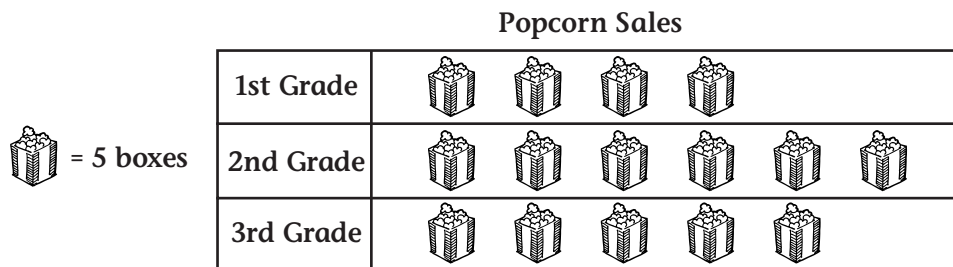 Popcorn Sales
= 5 boxes
1st Grade
2nd Grade
3rd Grade